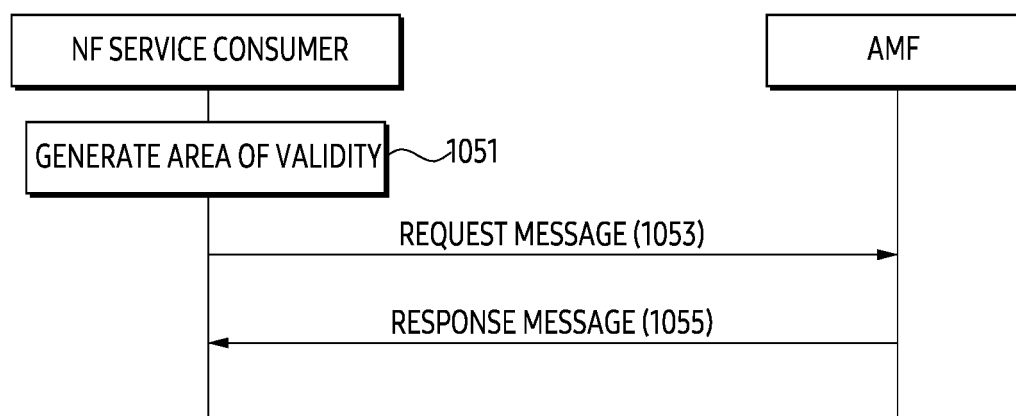 NF SERVICE CONSUMER
AMF
GENERATE AREA OF VALIDITY
1051
REQUEST MESSAGE (1053)
RESPONSE MESSAGE (1055)